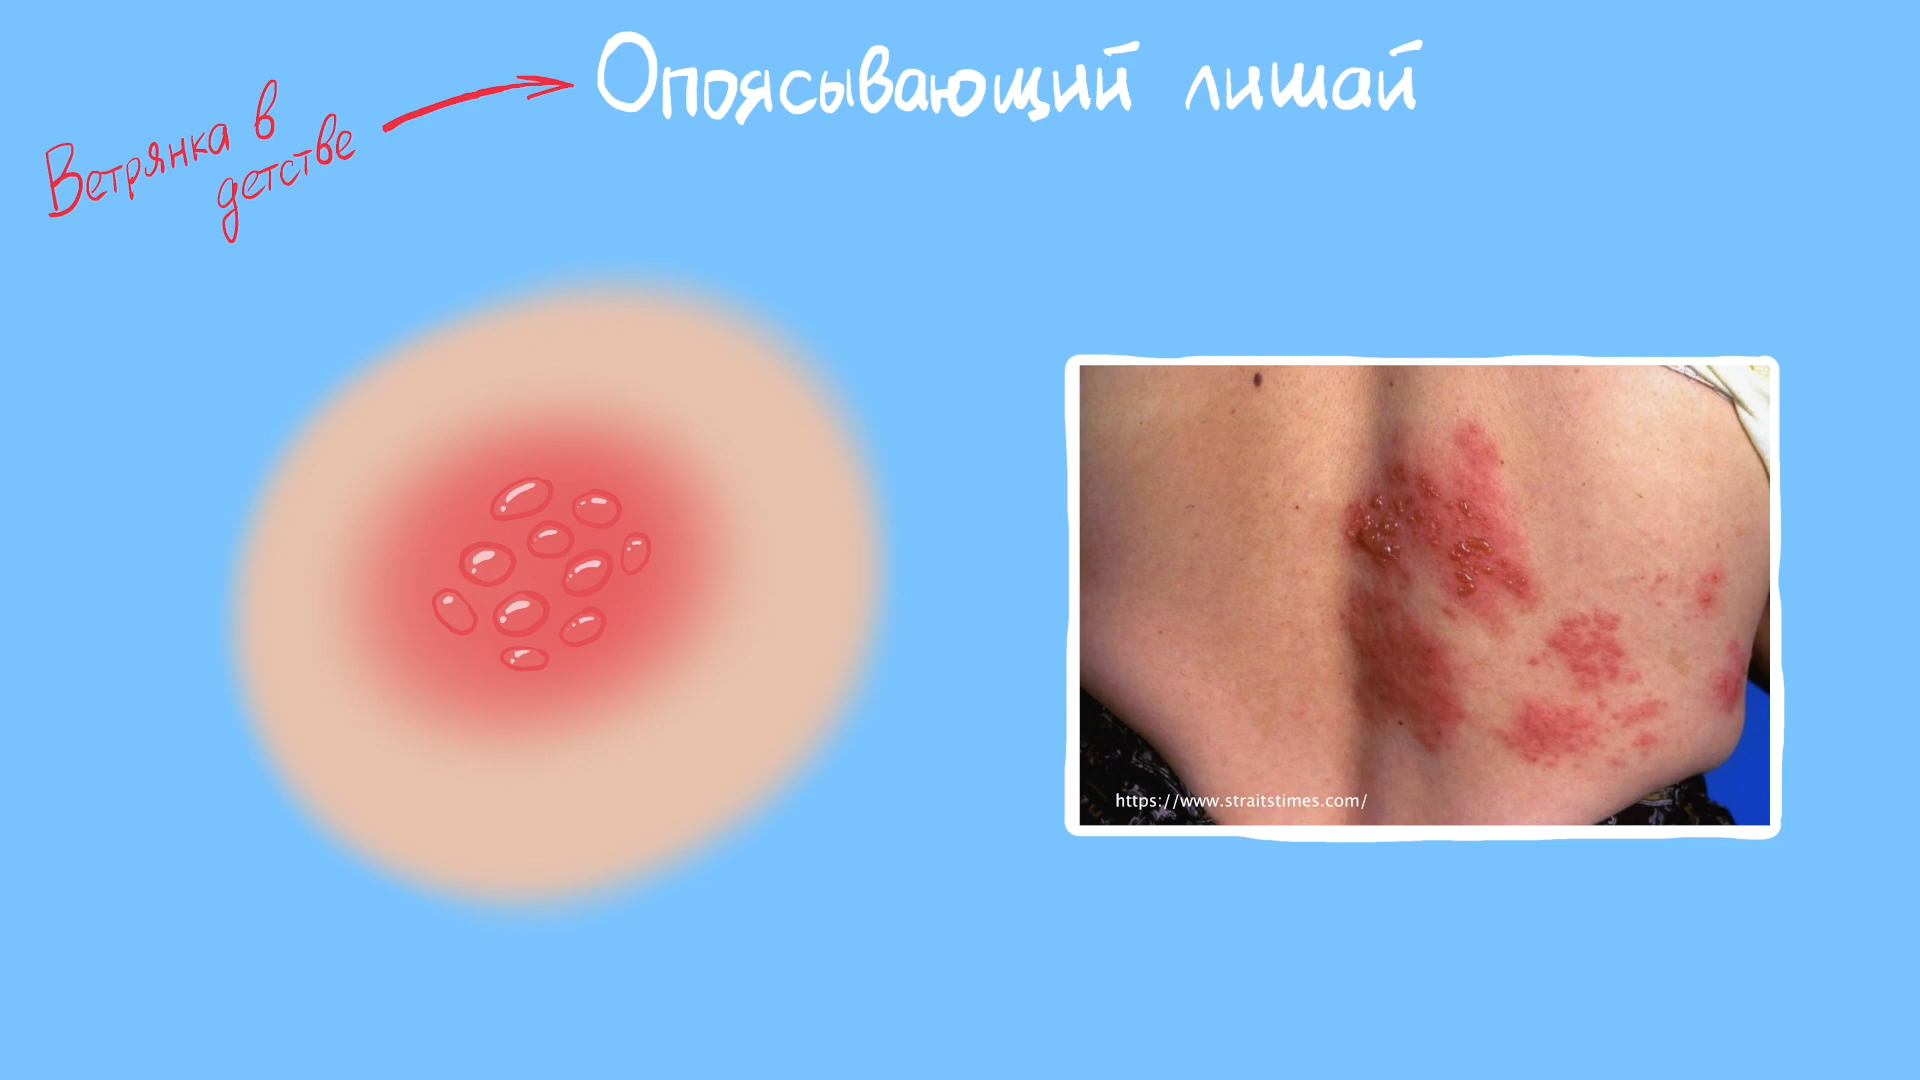 Опоясывающий лишай
Ветрянка в
детстве
https://www.straitstimes.com/